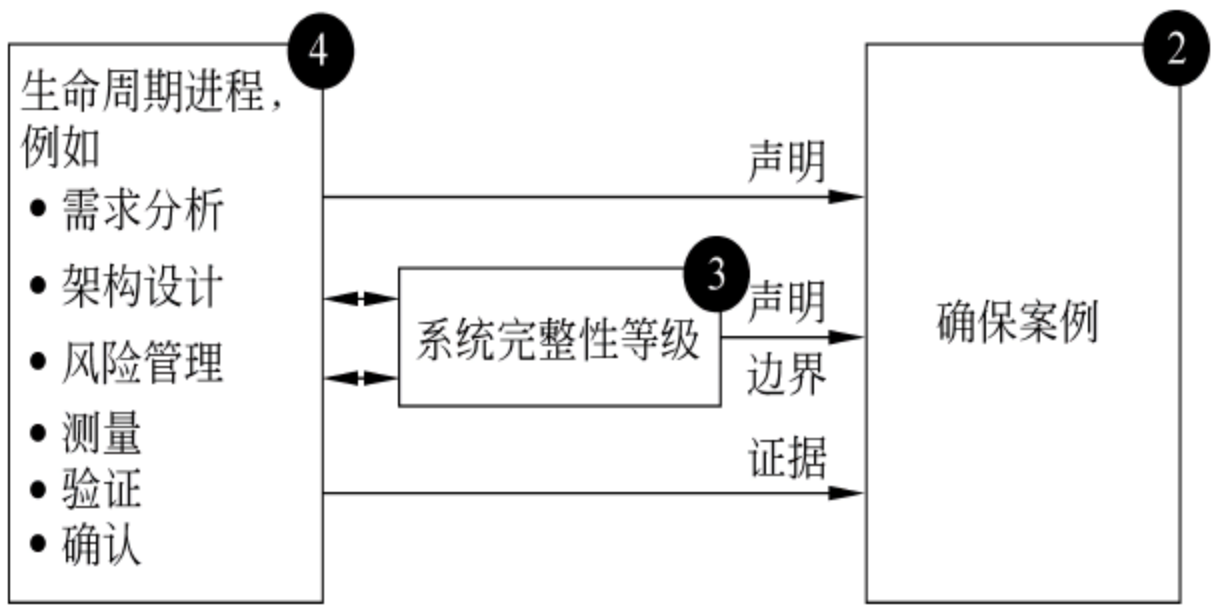 4
生命周期进程，
例如
• 需求分析
• 架构设计
• 风险管理
• 测量
• 验证
• 确认
声明
3
系统完整性等级
声明
边界
证据
2
确保案例